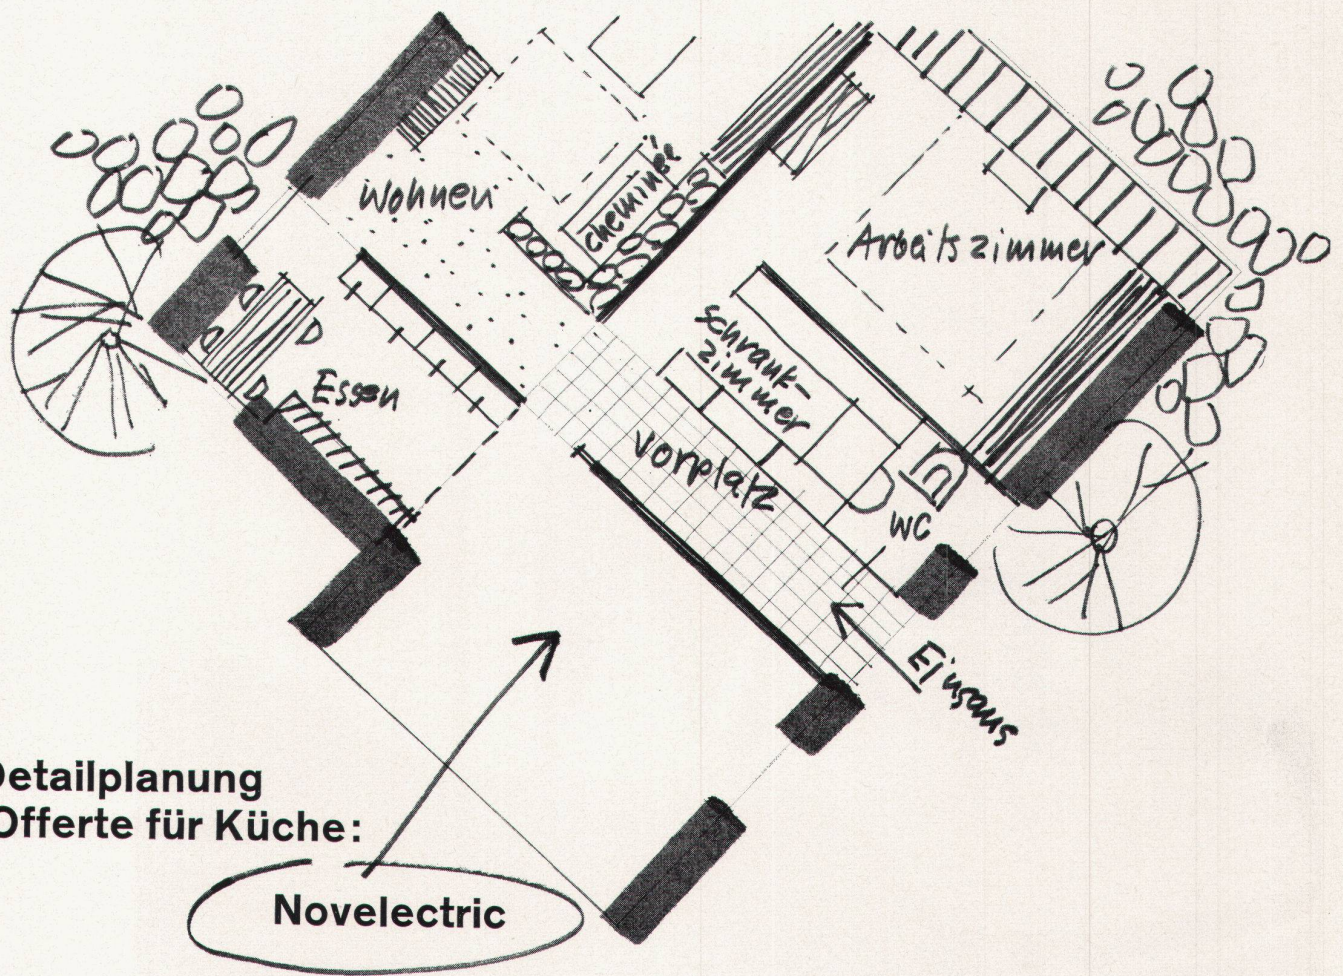 Wohnen
cheminée
Arbeitszimmer
Essen
schrank-
zimmer
Vorplatz
WC
Eingang
Detailplanung
Offerte für Küche:
Novelectric